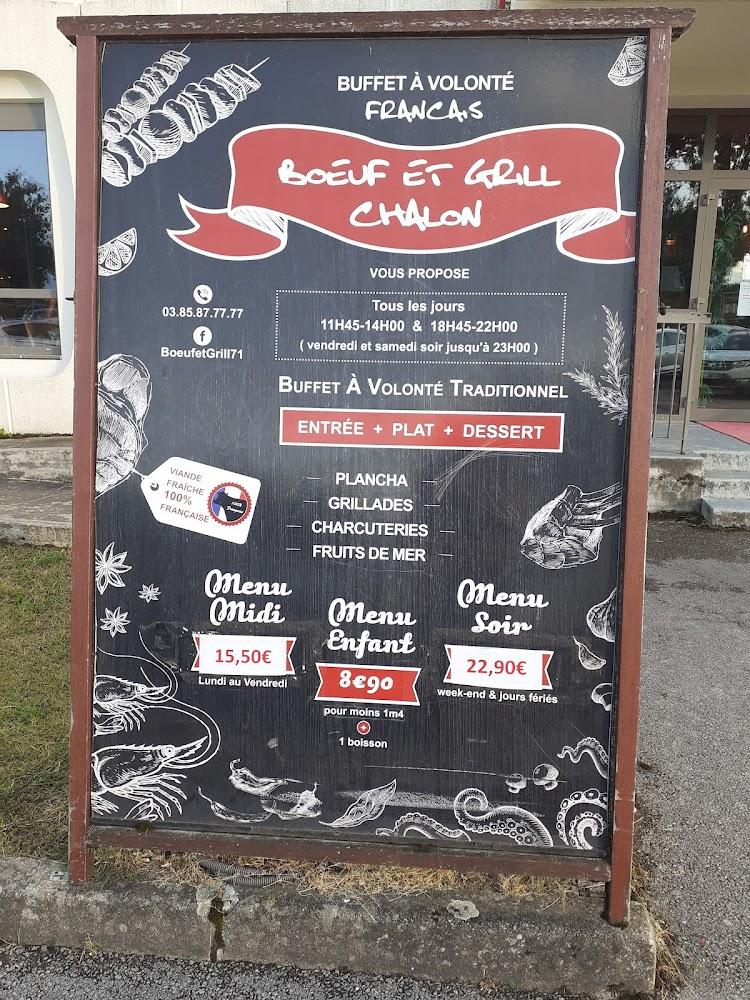 BUFFET À VOLONTÉ
FRANCAIS
BOEUF ET GRILL
CHALON
VOUS PROPOSE
03.85.87.77.77
BoeufetGrill71
Tous les jours
11H45-14H00 & 18H45-22H00
( vendredi et samedi soir jusqu'à 23H00 )
BUFFET À VOLONTÉ TRADITIONNEL
ENTRÉE + PLAT + DESSERT
VIANDE
FRAÎCHE
100%
FRANÇAISE
PLANCHA
GRILLADES
CHARCUTERIES
FRUITS DE MER
Menu
Midi
15,50€
Lundi au Vendredi
Menu
Enfant
8€90
pour moins 1m4
+
1 boisson
Menu
Soir
22,90€
week-end & jours fériés